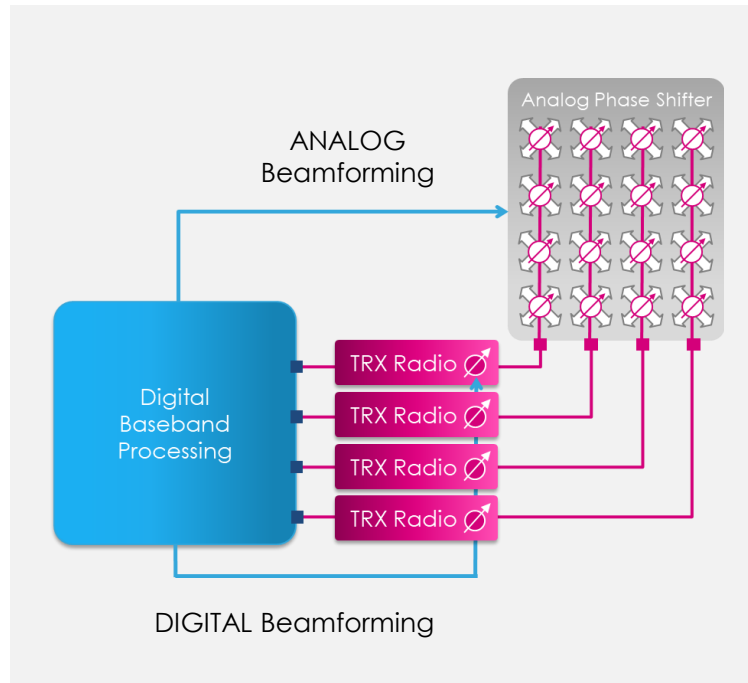 Analog Phase Shifter
ANALOG
Beamforming
TRX Radio
Digital
Baseband
Processing
TRX Radio
TRX Radio
TRX Radio
DIGITAL Beamforming